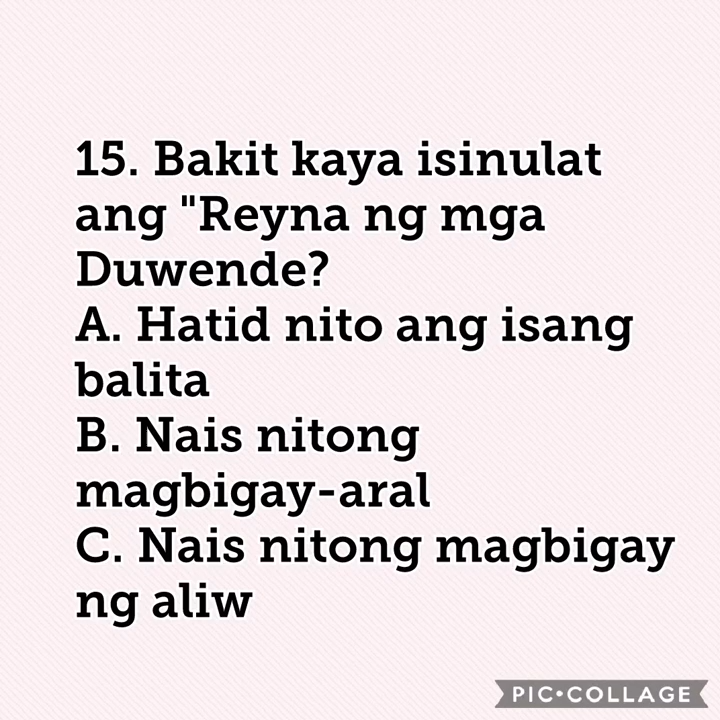 15. Bakit kaya isinulat
ang "Reyna ng mga
Duwende?
A. Hatid nito ang isang
balita
B. Nais nitong
magbigay-aral
C. Nais nitong magbigay
ng aliw
PIC•COLLAGE